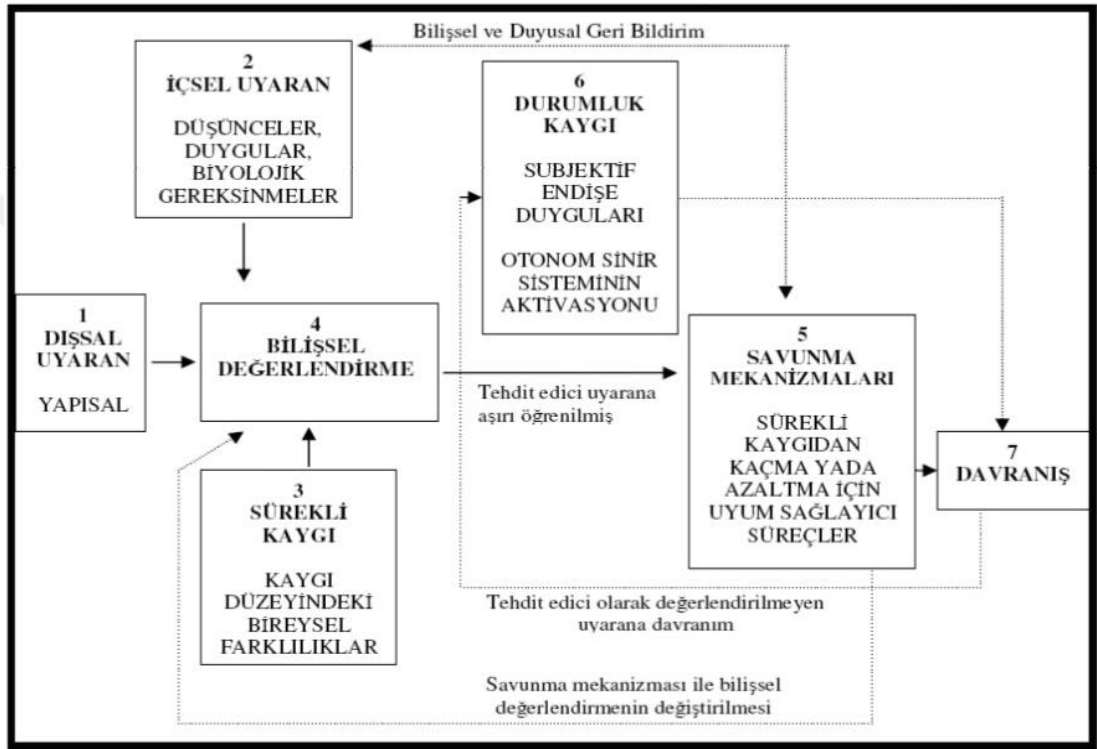 Bilişsel ve Duyusal Geri Bildirim
2
İÇSEL UYARAN
DÜŞÜNCELER,
DUYGULAR,
BİYOLOJİK
GEREKSİNMELER
6
DURUMLUK
KAYGI
SUBJEKTİF
ENDİŞE
DUYGULARI
OTONOM SİNİR
SİSTEMİNİN
AKTİVASYONU
1
DIŞSAL
UYARAN
YAPISAL
4
BİLİŞSEL
DEĞERLENDİRME
Tehdit edici uyarana
aşırı öğrenilmiş
5
SAVUNMA
MEKANİZMALARI
SÜREKLİ
KAYGIDAN
KAÇMA YADA
AZALTMA İÇİN
UYUM SAĞLAYICI
SÜREÇLER
7
DAVRANIŞ
3
SÜREKLİ
KAYGI
KAYGI
DÜZEYİNDEKİ
BİREYSEL
FARKLILIKLAR
Tehdit edici olarak değerlendirilmeyen
uyarana davranım
Savunma mekanizması ile bilişsel
değerlendirmenin değiştirilmesi